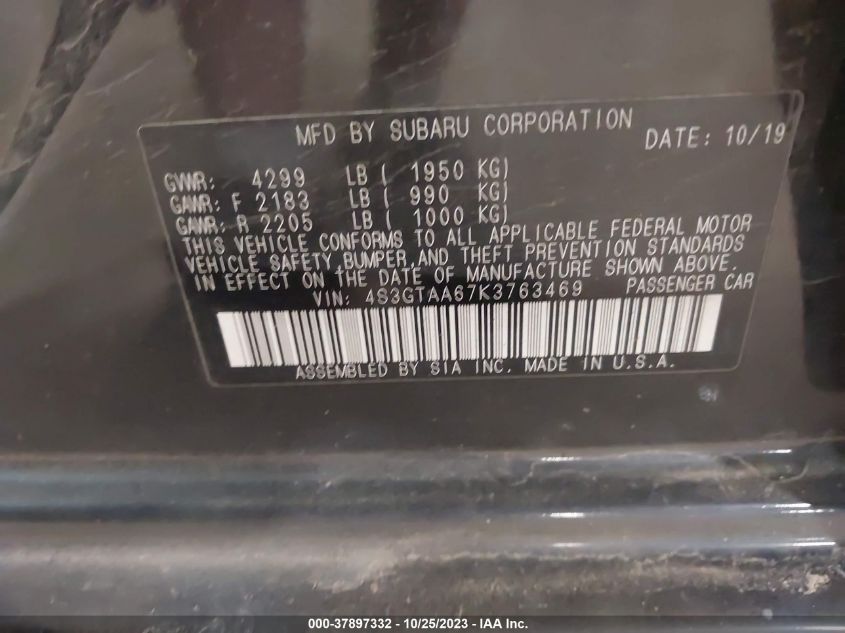 MFD BY SUBARU CORPORATION DATE: 10/19
GVWR: 4299 LB ( 1950 KG)
GAWR: F 2183 LB ( 990 KG)
GAWR: R 2205 LB ( 1000 KG)
THIS VEHICLE CONFORMS TO ALL APPLICABLE FEDERAL MOTOR
VEHICLE SAFETY,BUMPER,AND THEFT PREVENTION STANDARDS
IN EFFECT ON THE DATE OF MANUFACTURE SHOWN ABOVE.
VIN: 4S3GTAA67K3763469 PASSENGER CAR
ASSEMBLED BY SIA INC. MADE IN U.S.A.
000-37897332 - 10/25/2023 - IAA Inc.